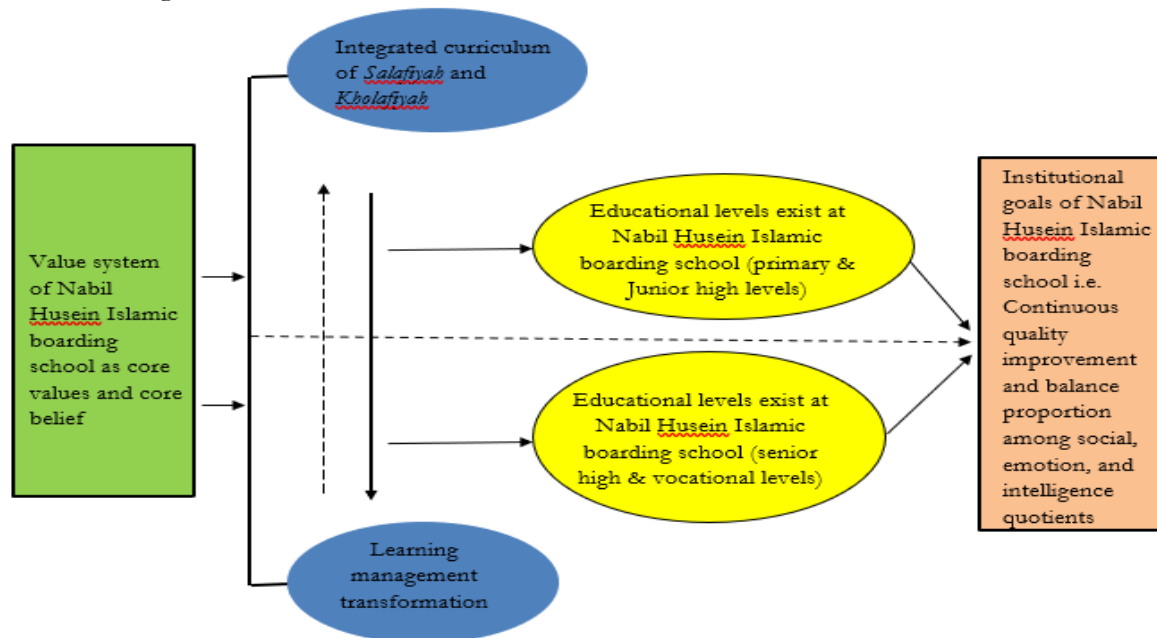 Integrated curriculum
of Salafiyah and
Kholafiyah
Value system
of Nabil
Husein Islamic
boarding
school as core
values and core
belief
Educational levels exist at
Nabil Husein Islamic
boarding school (primary &
Junior high levels)
Educational levels exist at
Nabil Husein Islamic
boarding school (senior
high & vocational levels)
Learning
management
transformation
Institutional
goals of Nabil
Husein Islamic
boarding
school i.e.
Continuous
quality
improvement
and balance
proportion
among social,
emotion, and
intelligence
quotients